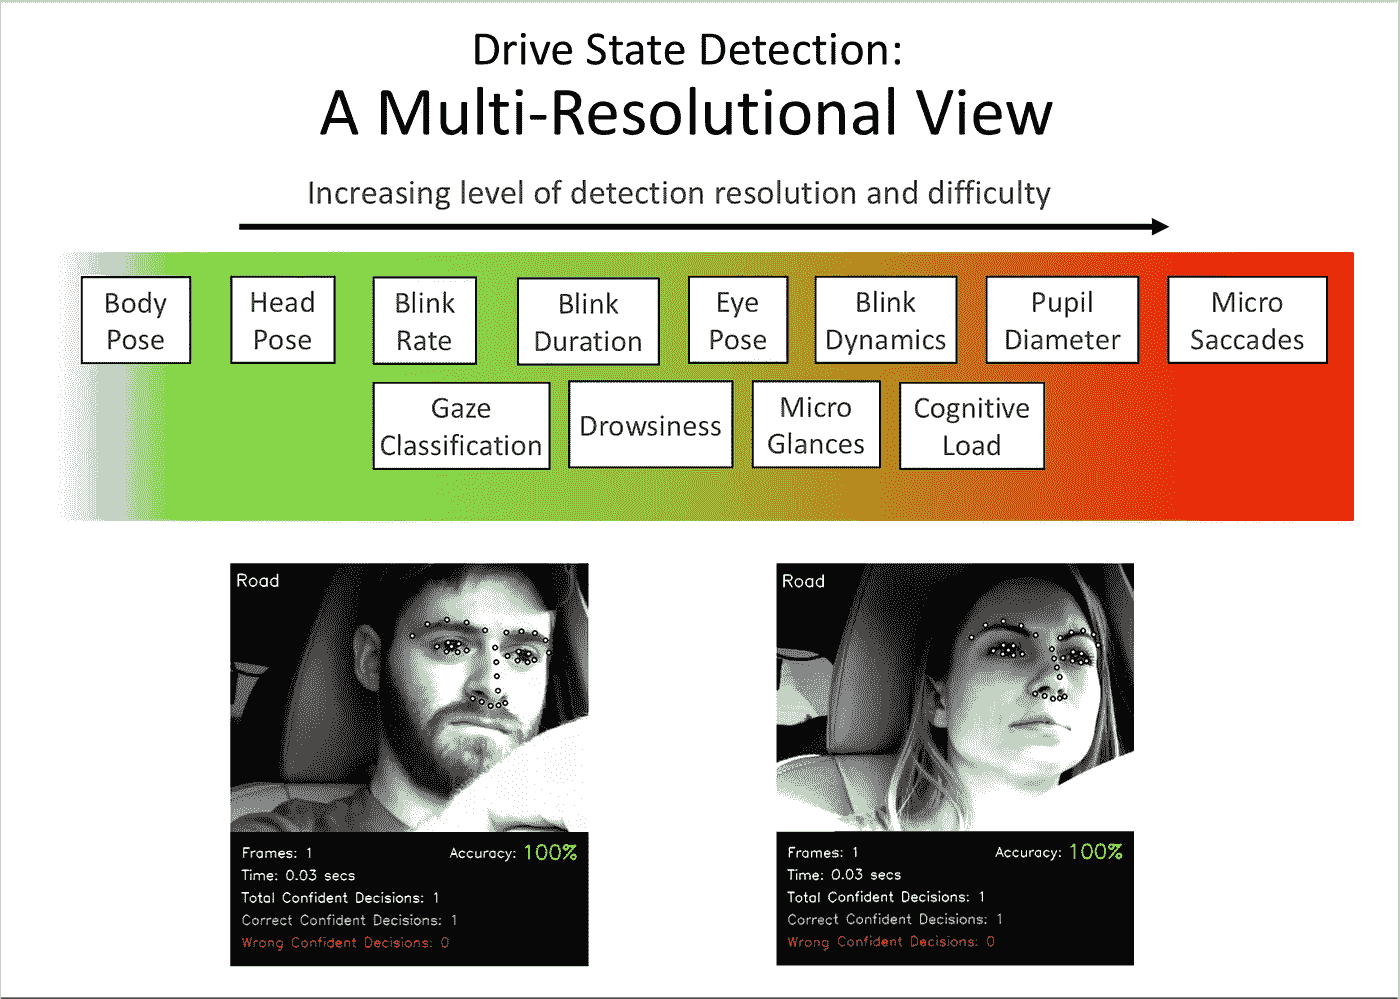 Drive State Detection:
A Multi-Resolutional View
Increasing level of detection resolution and difficulty
Body
Pose
Head
Pose
Blink
Rate
Blink
Duration
Eye
Pose
Blink
Dynamics
Pupil
Diameter
Micro
Saccades
Gaze
Classification
Drowsiness
Micro
Glances
Cognitive
Load
Road
Frames: 1 Accuracy: 100%
Time: 0.03 secs
Total Confident Decisions: 1
Correct Confident Decisions: 1
Wrong Confident Decisions: 0
Road
Frames: 1 Accuracy: 100%
Time: 0.03 secs
Total Confident Decisions: 1
Correct Confident Decisions: 1
Wrong Confident Decisions: 0